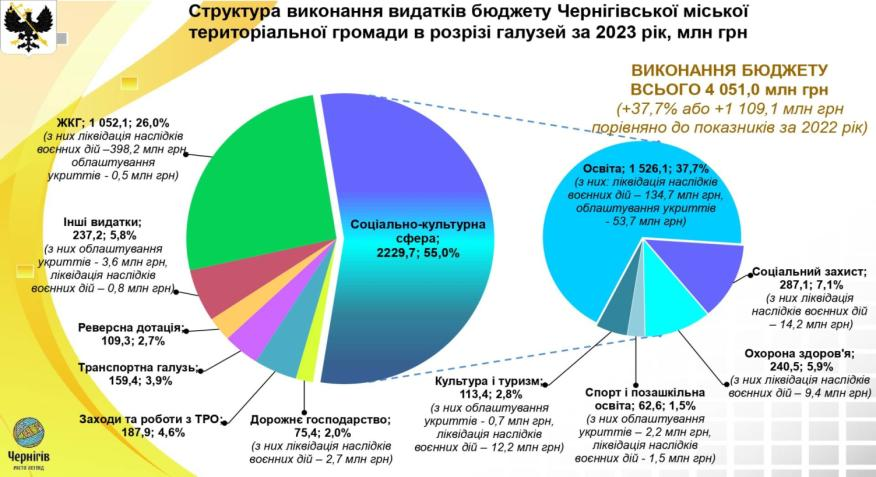 Структура виконання видатків бюджету Чернігівської міської
територіальної громади в розрізі галузей за 2023 рік, млн грн
ВИКОНАННЯ БЮДЖЕТУ
ВСЬОГО 4 051,0 млн грн
(+37,7% або +1 109,1 млн грн
порівняно до показників за 2022 рік)
ЖКГ; 1 052,1; 26,0%
(з них ліквідація наслідків
воєнних дій –398,2 млн грн,
облаштування
укриттів - 0,5 млн грн)
Інші видатки;
237,2; 5,8%
(з них облаштування
укриттів - 3,6 млн грн,
ліквідація наслідків
воєнних дій – 0,8 млн грн)
Реверсна дотація;
109,3; 2,7%
Транспортна галузь;
159,4; 3,9%
Заходи та роботи з ТРО;
187,9; 4,6%
Дорожнє господарство;
75,4; 2,0%
(з них ліквідація наслідків
воєнних дій – 2,7 млн грн)
Соціально-культурна
сфера;
2229,7; 55,0%
Освіта; 1 526,1; 37,7%
(з них: ліквідація наслідків
воєнних дій – 134,7 млн грн,
облаштування укриттів
- 53,7 млн грн)
Соціальний захист;
287,1; 7,1%
(з них ліквідація
наслідків воєнних дій
– 14,2 млн грн)
Охорона здоров'я;
240,5; 5,9%
(з них ліквідація наслідків
воєнних дій – 9,4 млн грн)
Спорт і позашкільна
освіта; 62,6; 1,5%
(з них облаштування
укриттів – 2,2 млн грн,
ліквідація наслідків
воєнних дій - 1,5 млн грн)
Культура і туризм;
113,4; 2,8%
(з них облаштування
укриттів - 0,7 млн грн,
ліквідація наслідків
воєнних дій – 12,2 млн грн)
Чернігів
МІСТО ЛЕГЕНД